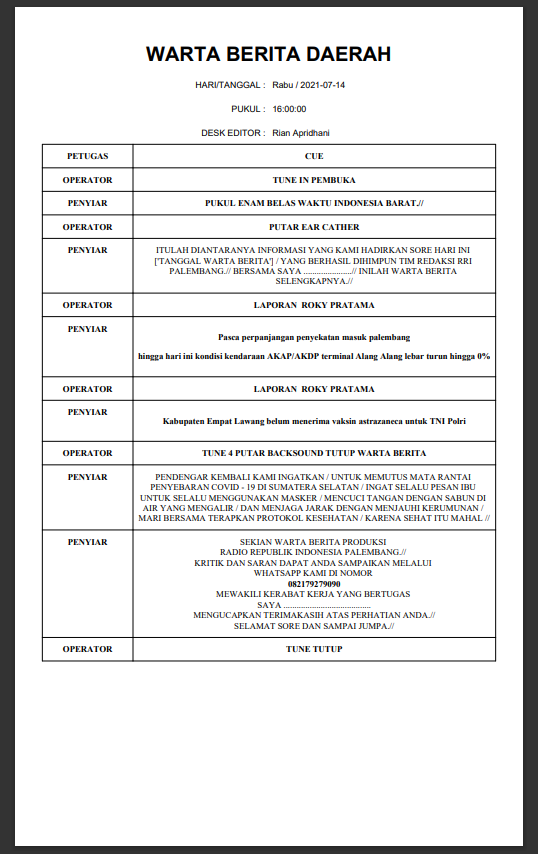 WARTA BERITA DAERAH
HARI/TANGGAL : Rabu / 2021-07-14
PUKUL : 16:00:00
DESK EDITOR : Rian Apridhani
PETUGAS CUE
OPERATOR TUNE IN PEMBUKA
PENYIAR PUKUL ENAM BELAS WAKTU INDONESIA BARAT.//
OPERATOR PUTAR EAR CATHER
PENYIAR ITULAH DIANTARANYA INFORMASI YANG KAMI HADIRKAN SORE HARI INI
['TANGGAL WARTA BERITA'] / YANG BERHASIL DIHIMPUN TIM REDAKSI RRI
PALEMBANG.// BERSAMA SAYA .......................// INILAH WARTA BERITA
SELENGKAPNYA.//
OPERATOR LAPORAN ROKY PRATAMA
PENYIAR
Pasca perpanjangan penyekatan masuk palembang
hingga hari ini kondisi kendaraan AKAP/AKDP terminal Alang Alang lebar turun hingga 0%
OPERATOR LAPORAN ROKY PRATAMA
PENYIAR
Kabupaten Empat Lawang belum menerima vaksin astrazaneca untuk TNI Polri
OPERATOR TUNE 4 PUTAR BACKSOUND TUTUP WARTA BERITA
PENYIAR PENDENGAR KEMBALI KAMI INGATKAN / UNTUK MEMUTUS MATA RANTAI
PENYEBARAN COVID - 19 DI SUMATERA SELATAN / INGAT SELALU PESAN IBU
UNTUK SELALU MENGGUNAKAN MASKER / MENCUCI TANGAN DENGAN SABUN DI
AIR YANG MENGALIR / DAN MENJAGA JARAK DENGAN MENJAUHI KERUMUNAN /
MARI BERSAMA TERAPKAN PROTOKOL KESEHATAN / KARENA SEHAT ITU MAHAL //
PENYIAR SEKIAN WARTA BERITA PRODUKSI
RADIO REPUBLIK INDONESIA PALEMBANG.//
KRITIK DAN SARAN DAPAT ANDA SAMPAIKAN MELALUI
WHATSAPP KAMI DI NOMOR
082179279090
MEWAKILI KERABAT KERJA YANG BERTUGAS
SAYA ..........................................
MENGUCAPKAN TERIMAKASIH ATAS PERHATIAN ANDA.//
SELAMAT SORE DAN SAMPAI JUMPA.//
OPERATOR TUNE TUTUP